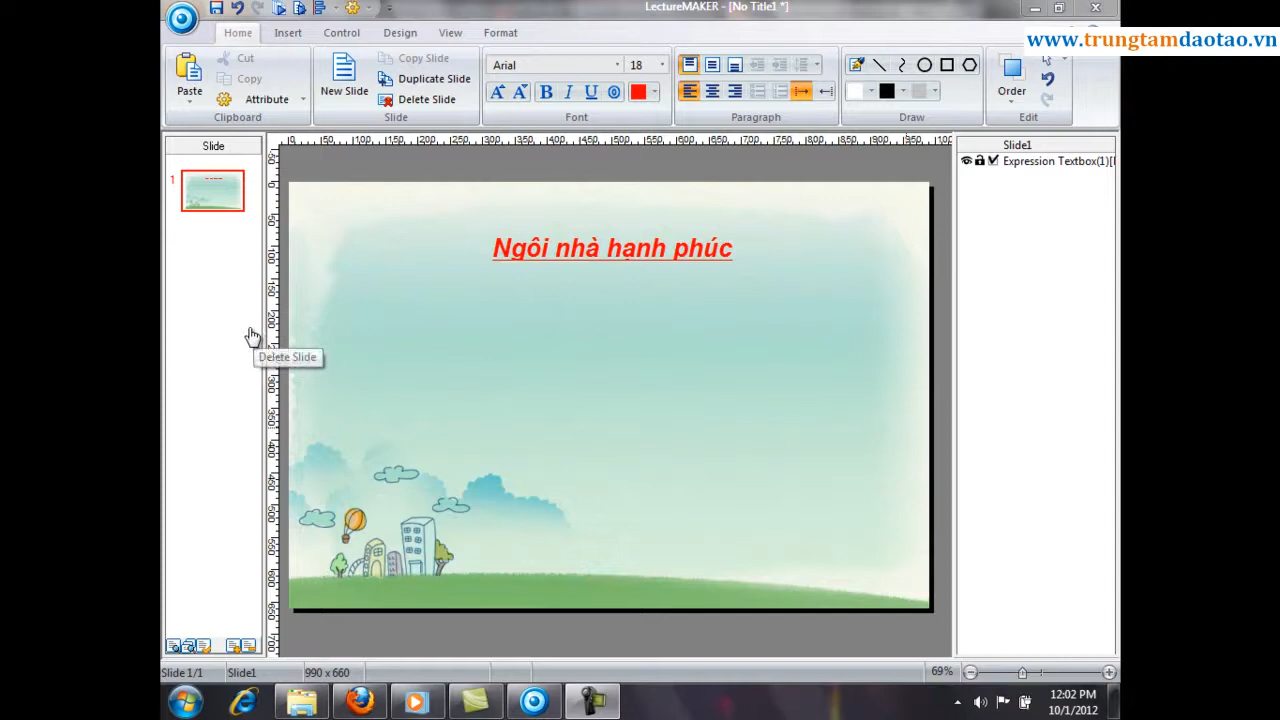 LectureMAKER - [No Title1 *]
www.trungtamdaotao.vn
Home Insert Control Design View Format
Paste
Cut
Copy
Attribute
Clipboard
New Slide
Copy Slide
Duplicate Slide
Delete Slide
Slide
Arial 18
Font
Paragraph
Draw
Order
Edit
Slide
1
Delete Slide
Ngôi nhà hạnh phúc
Slide1
Expression Textbox(1)[
Slide 1/1 Slide1 990 x 660 69%
12:02 PM
10/1/2012